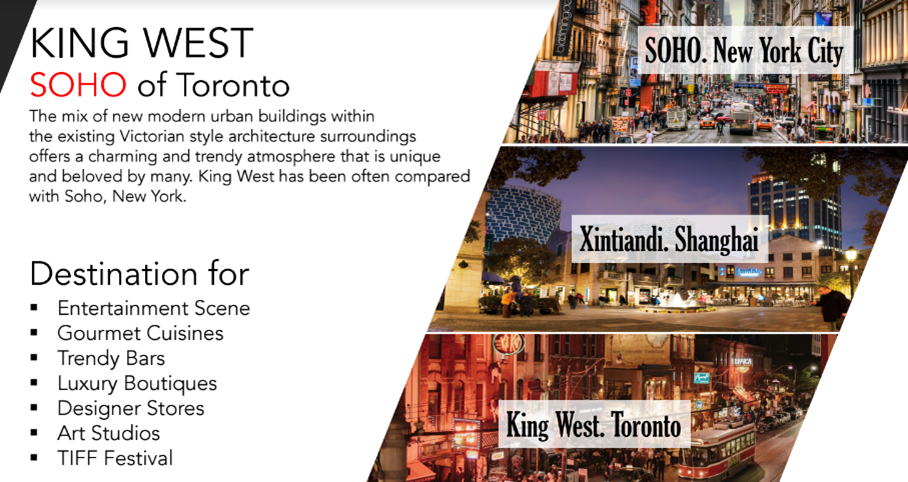 KING WEST
SOHO of Toronto
The mix of new modern urban buildings within
the existing Victorian style architecture surroundings
offers a charming and trendy atmosphere that is unique
and beloved by many. King West has been often compared
with Soho, New York.
Destination for
▪ Entertainment Scene
▪ Gourmet Cuisines
▪ Trendy Bars
▪ Luxury Boutiques
▪ Designer Stores
▪ Art Studios
▪ TIFF Festival
SOHO. New York City
Xintiandi. Shanghai
King West. Toronto